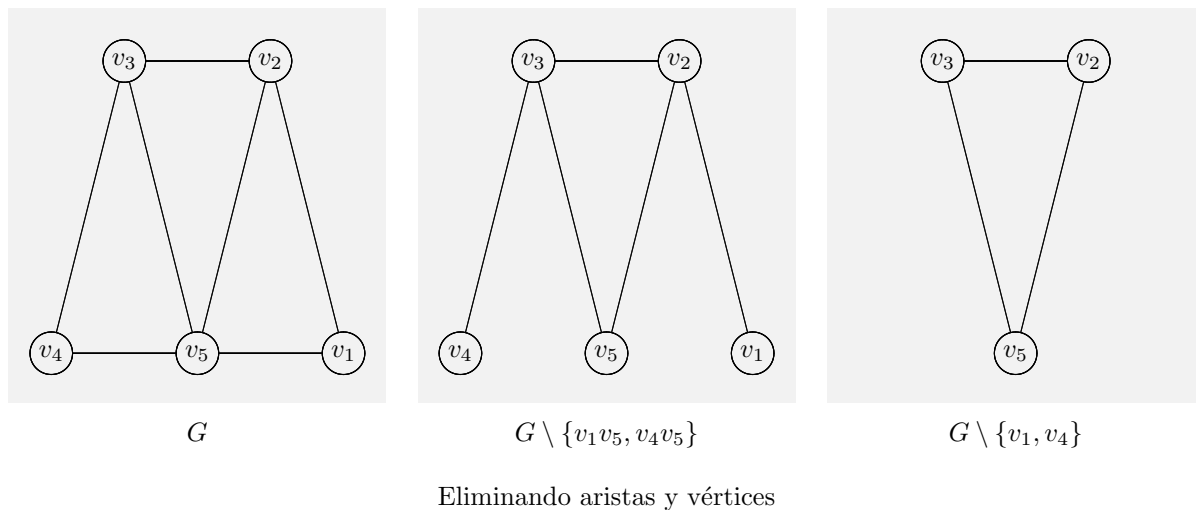 v₃ v₂ v₃ v₂ v₃ v₂
v₄ v₅ v₁ v₄ v₅ v₁ v₅
G G \ {v₁v₅, v₄v₅} G \ {v₁, v₄}
Eliminando aristas y vértices